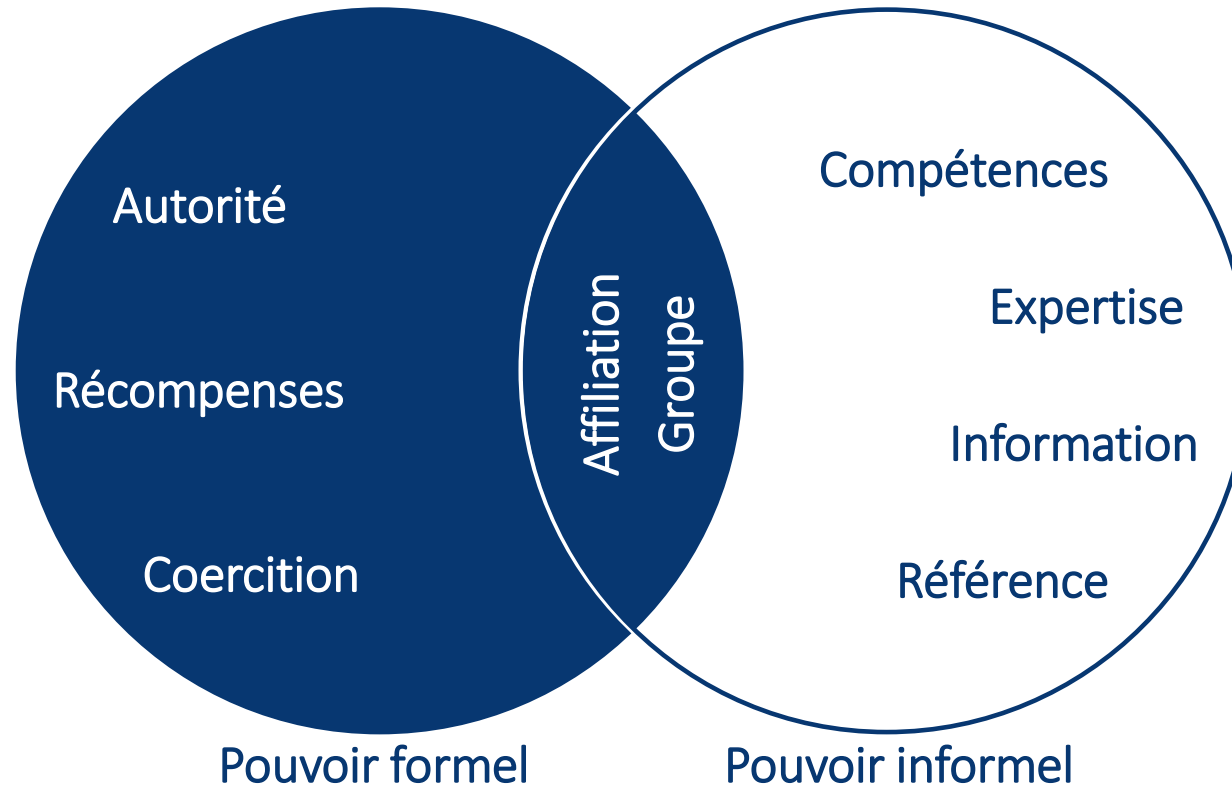 Autorité
Récompenses
Coercition
Affiliation
Groupe
Compétences
Expertise
Information
Référence
Pouvoir formel
Pouvoir informel